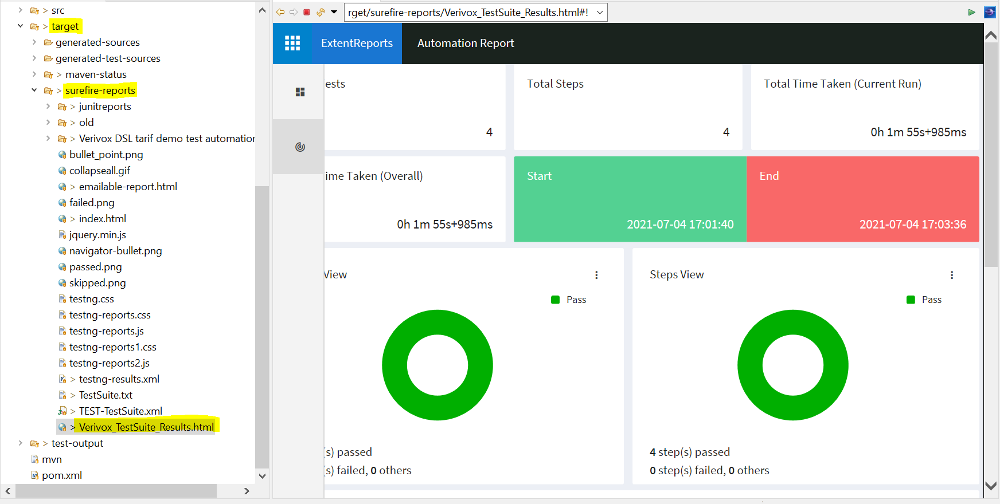 > src
> target
generated-sources
generated-test-sources
> maven-status
> surefire-reports
> junitreports
> old
> Verivox DSL tarif demo test automation
bullet_point.png
collapseall.gif
> emailable-report.html
failed.png
> index.html
jquery.min.js
navigator-bullet.png
passed.png
skipped.png
testng.css
testng-reports.css
testng-reports.js
testng-reports1.css
testng-reports2.js
> testng-results.xml
> TestSuite.txt
> TEST-TestSuite.xml
> Verivox_TestSuite_Results.html
> test-output
mvn
pom.xml
rget/surefire-reports/Verivox_TestSuite_Results.html#!
ExtentReports Automation Report
ests
4
Total Steps
4
Total Time Taken (Current Run)
0h 1m 55s+985ms
ime Taken (Overall)
0h 1m 55s+985ms
Start
2021-07-04 17:01:40
End
2021-07-04 17:03:36
View
Pass
(s) passed
(s) failed, 0 others
Steps View
Pass
4 step(s) passed
0 step(s) failed, 0 others